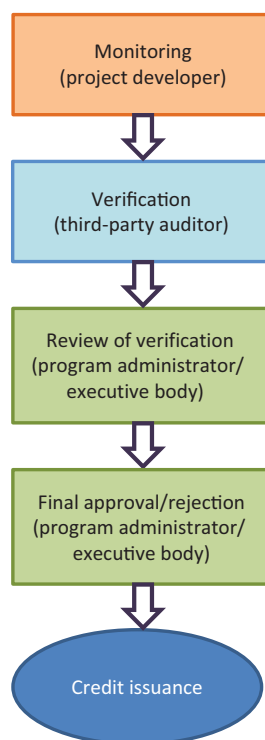 Monitoring
(project developer)
Verification
(third-party auditor)
Review of verification
(program administrator/
executive body)
Final approval/rejection
(program administrator/
executive body)
Credit issuance